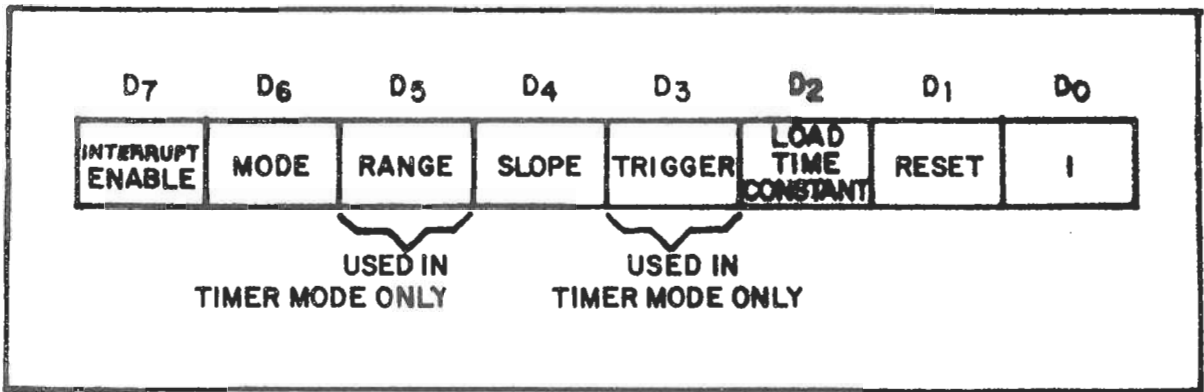 D7 D6 D5 D4 D3 D2 D1 D0
INTERRUPT ENABLE MODE RANGE SLOPE TRIGGER LOAD TIME CONSTANT RESET 1
USED IN USED IN
TIMER MODE ONLY TIMER MODE ONLY